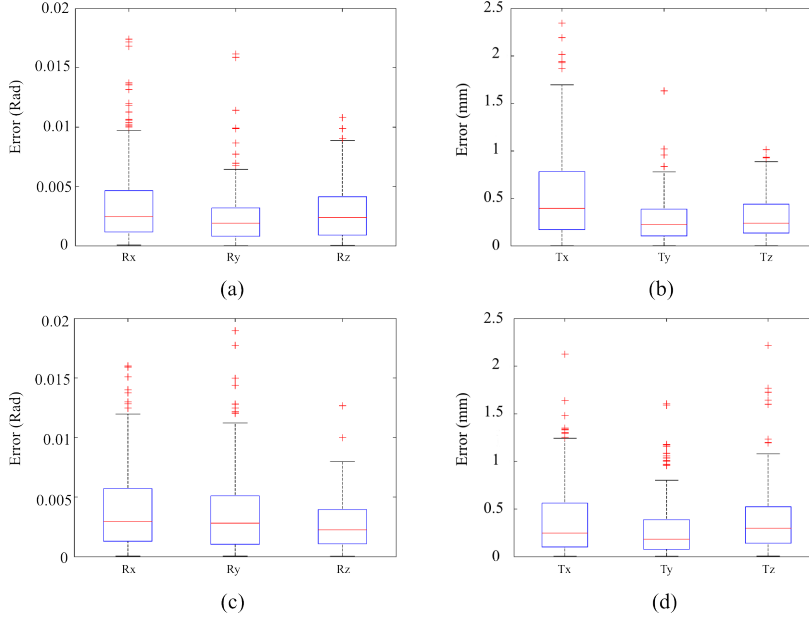 0.02
0.015
0.01
0.005
0
Error (Rad)
Rx
Ry
Rz
(a)
2.5
2
1.5
1
0.5
0
Error (mm)
Tx
Ty
Tz
(b)
0.02
0.015
0.01
0.005
0
Error (Rad)
Rx
Ry
Rz
(c)
2.5
2
1.5
1
0.5
0
Error (mm)
Tx
Ty
Tz
(d)